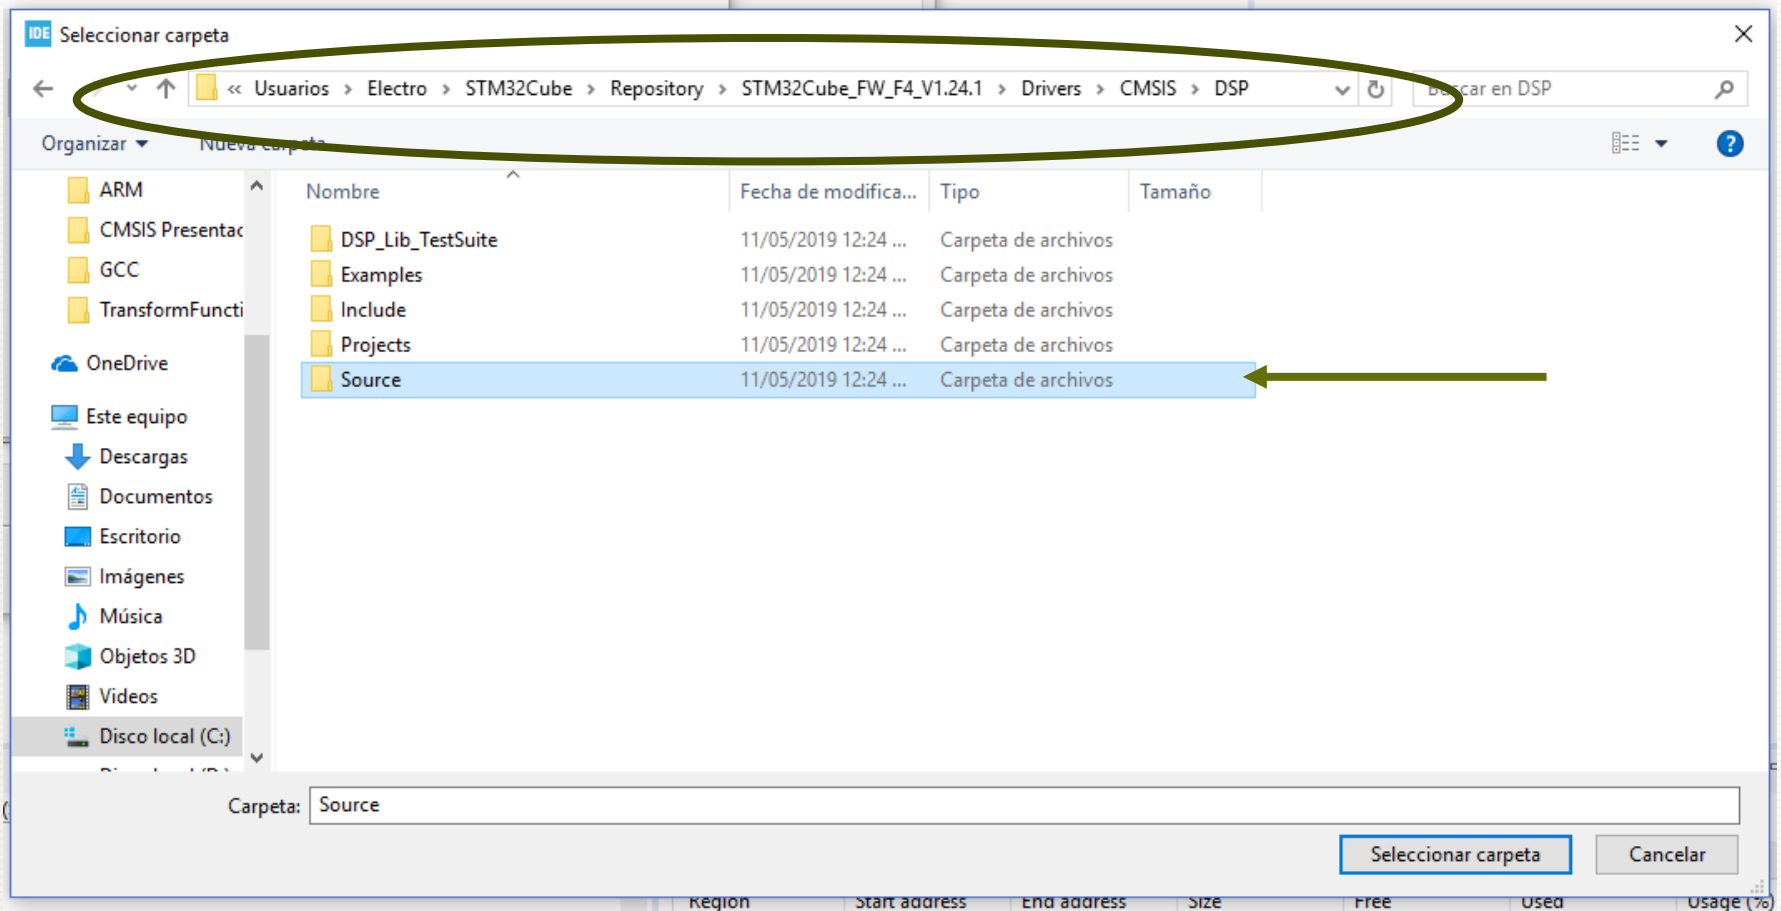 IDE Seleccionar carpeta
« Usuarios > Electro > STM32Cube > Repository > STM32Cube_FW_F4_V1.24.1 > Drivers > CMSIS > DSP
Buscar en DSP
Organizar
Nueva carpeta
ARM
CMSIS Presentac
GCC
TransformFuncti
OneDrive
Este equipo
Descargas
Documentos
Escritorio
Imágenes
Música
Objetos 3D
Videos
Disco local (C:)
Nombre Fecha de modifica... Tipo Tamaño
DSP_Lib_TestSuite 11/05/2019 12:24 ... Carpeta de archivos
Examples 11/05/2019 12:24 ... Carpeta de archivos
Include 11/05/2019 12:24 ... Carpeta de archivos
Projects 11/05/2019 12:24 ... Carpeta de archivos
Source 11/05/2019 12:24 ... Carpeta de archivos
Carpeta: Source
Seleccionar carpeta Cancelar
Region Start address End address Size Free Used Usage (%)